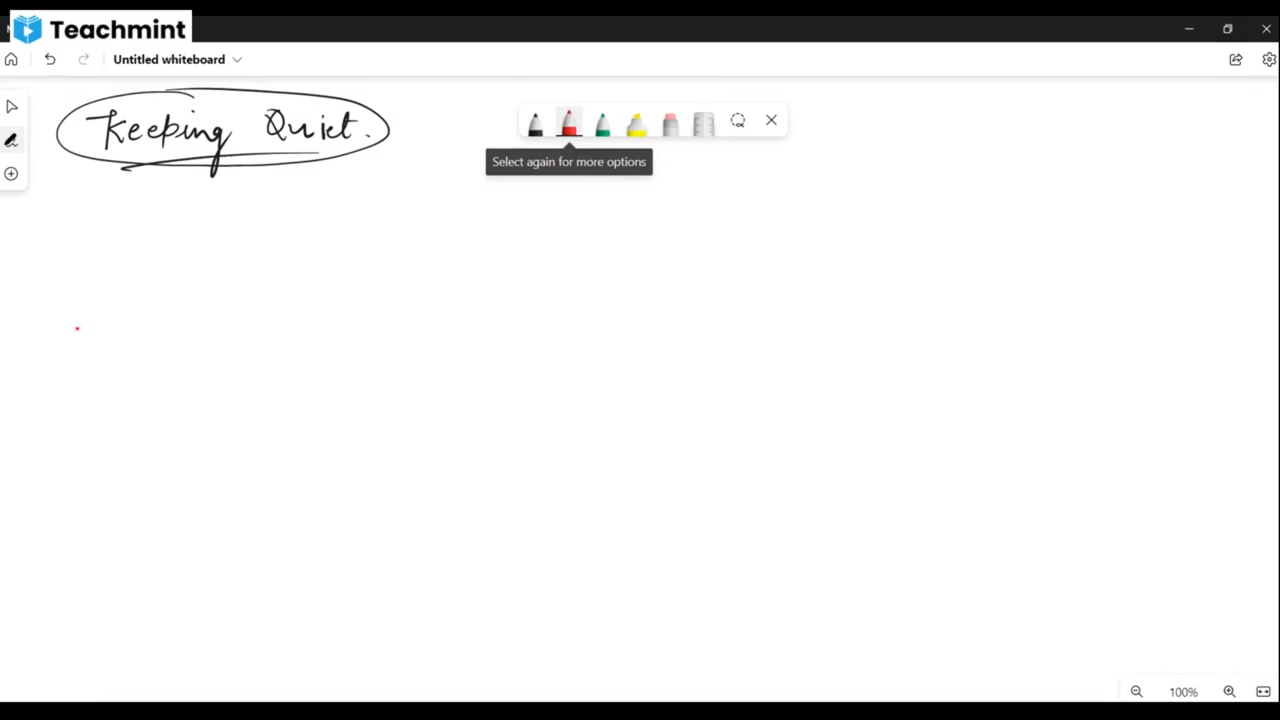 Teachmint
Untitled whiteboard
Keeping Quiet.
Select again for more options
100%